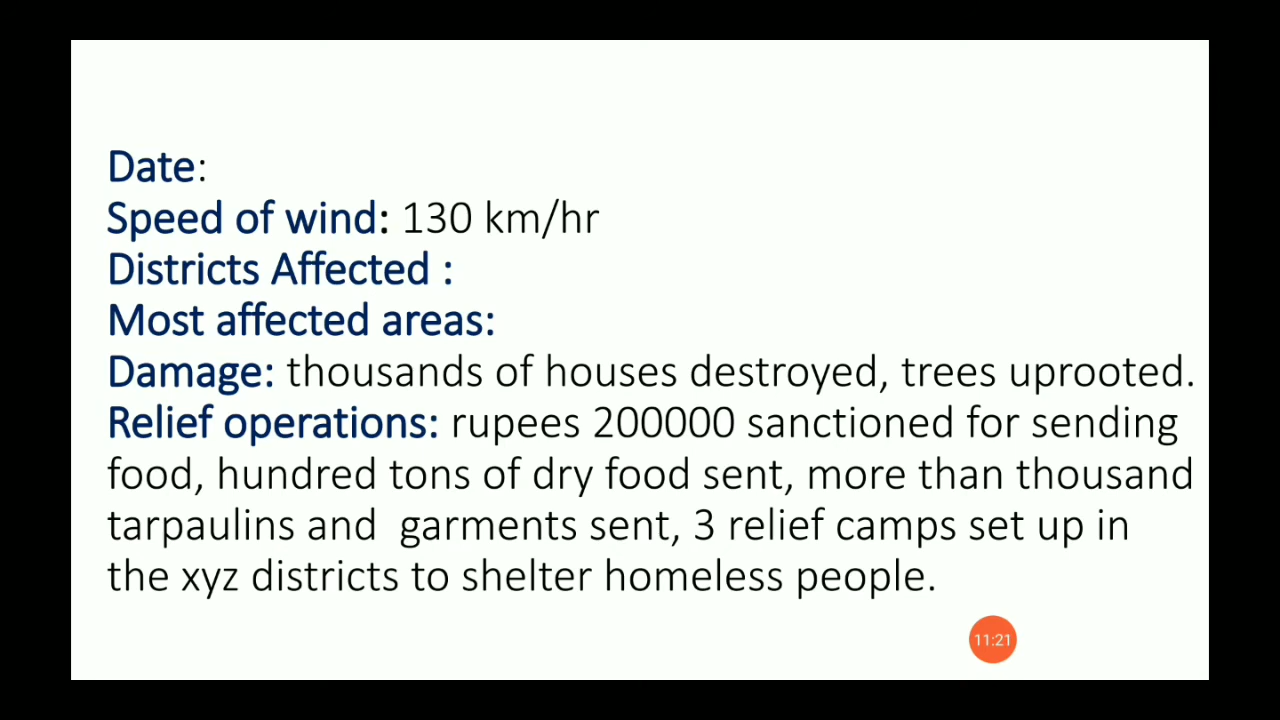 Date:
Speed of wind: 130 km/hr
Districts Affected :
Most affected areas:
Damage: thousands of houses destroyed, trees uprooted.
Relief operations: rupees 200000 sanctioned for sending
food, hundred tons of dry food sent, more than thousand
tarpaulins and  garments sent, 3 relief camps set up in
the xyz districts to shelter homeless people.
11:21